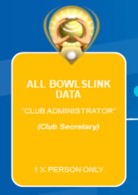 ALL BOWLSLINK
DATA
"CLUB ADMINISTRATOR"
(Club Secretary)
1 X PERSON ONLY